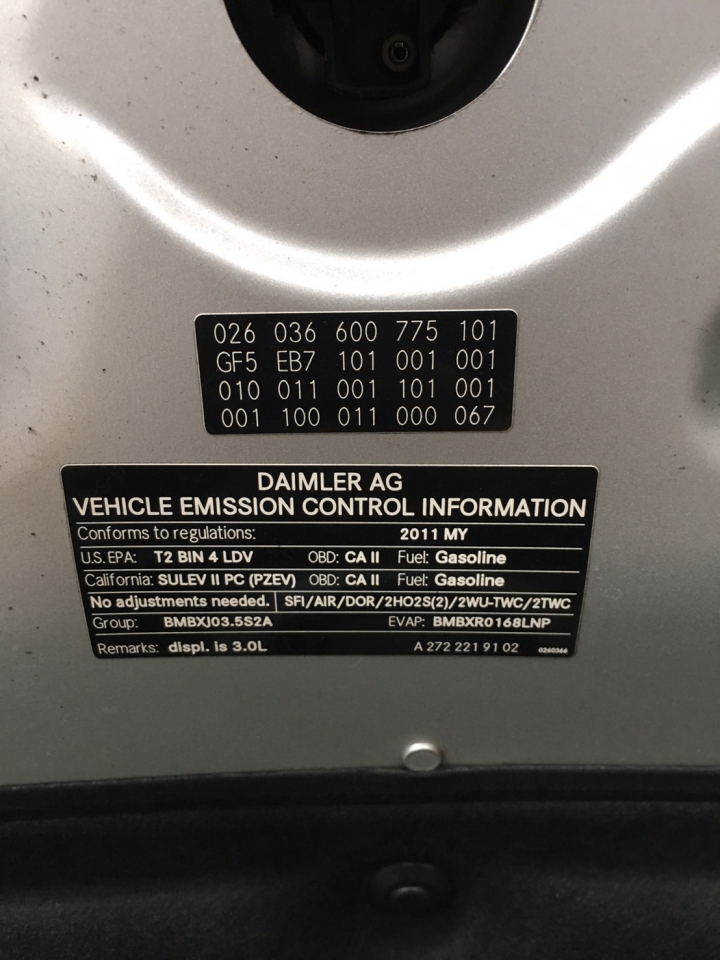 026 036 600 775 101
GF5 EB7 101 001 001
010 011 001 101 001
001 100 011 000 067
DAIMLER AG
VEHICLE EMISSION CONTROL INFORMATION
Conforms to regulations: 2011 MY
U.S. EPA: T2 BIN 4 LDV OBD: CA II Fuel: Gasoline
California: SULEV II PC (PZEV) OBD: CA II Fuel: Gasoline
No adjustments needed. SFI/AIR/DOR/2HO2S(2)/2WU-TWC/2TWC
Group: BMBXJ03.5S2A EVAP: BMBXR0168LNP
Remarks: displ. is 3.0L A 272 221 91 02 0260366